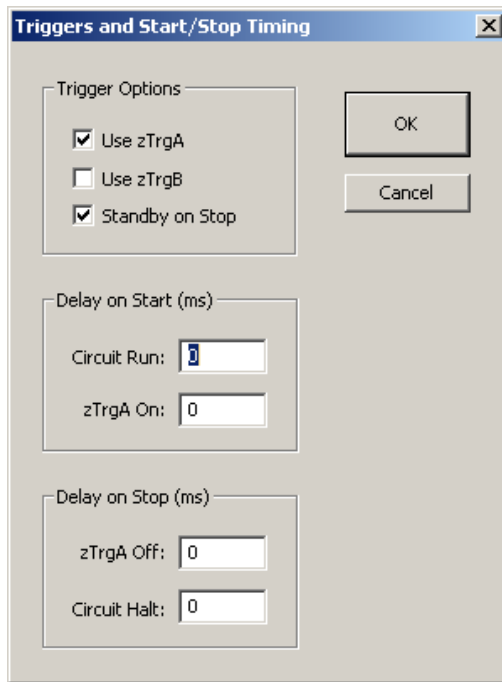 Triggers and Start/Stop Timing
Trigger Options
Use zTrgA
Use zTrgB
Standby on Stop
OK
Cancel
Delay on Start (ms)
Circuit Run: 0
zTrgA On: 0
Delay on Stop (ms)
zTrgA Off: 0
Circuit Halt: 0